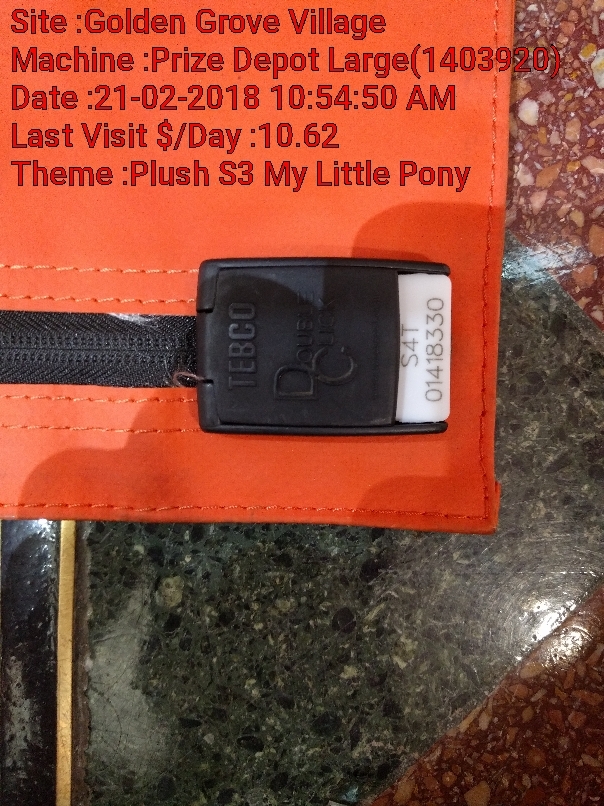 Site :Golden Grove Village
Machine :Prize Depot Large(1403920)
Date :21-02-2018 10:54:50 AM
Last Visit $/Day :10.62
Theme :Plush S3 My Little Pony
TEBCO
DOUBLE
CLICK
S4T
01418330